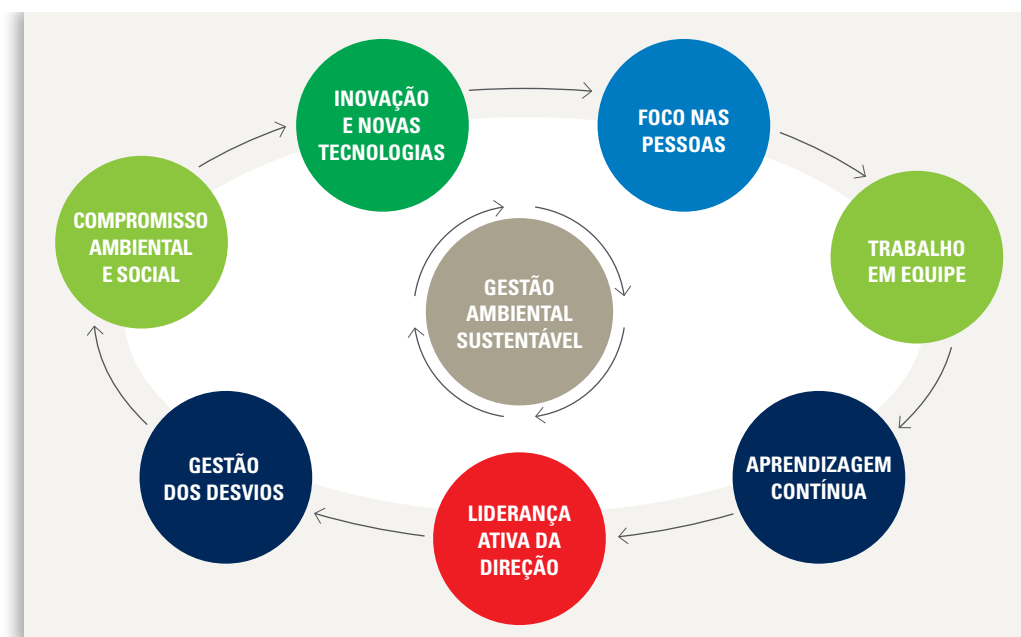 INOVAÇÃO
E NOVAS
TECNOLOGIAS
FOCO NAS
PESSOAS
TRABALHO
EM EQUIPE
APRENDIZAGEM
CONTÍNUA
LIDERANÇA
ATIVA DA
DIREÇÃO
GESTÃO
DOS DESVIOS
COMPROMISSO
AMBIENTAL
E SOCIAL
GESTÃO
AMBIENTAL
SUSTENTÁVEL